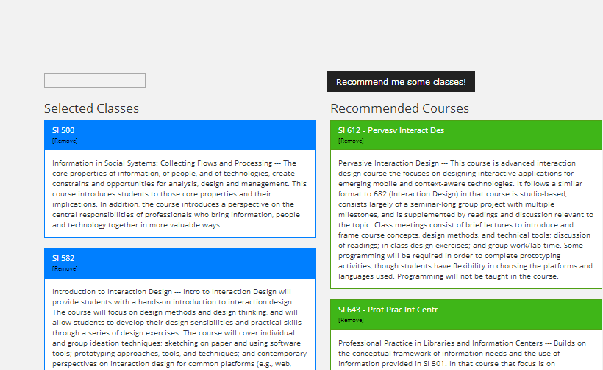 Recommend me some classes!
Selected Classes
SI 500
[Remove]
Information in Social Systems: Collecting Flows and Processing --- The
core properties of information, of people, and of technologies, create
constrains and opportunities for analysis, design and management. This
course introduces students to those core properties and their
implications. In addition, the course introduces a perspective on the
central responsibilities of professionals who bring information, people
and technology together in more valuable ways.
SI 582
[Remove]
Introduction to Interaction Design --- Intro to Interaction Design will
provide students with a hands-on introduction to interaction design.
The course will focus on design methods and design thinking, and will
allow students to develop their design sensibilities and practical skills
through a series of design exercises. The course will cover individual
and group ideation techniques; sketching on paper and using software
tools; prototyping approaches, tools, and techniques; and contemporary
perspectives on interaction design for common platforms (e.g., web,
Recommended Courses
SI 612 - Pervasv Interact Des
[Remove]
Pervasive Interaction Design --- This course is advanced interaction
design course the focuses on designing interactive applications for
emerging mobile and context-aware technologies. It follows a similar
format to 682 (Interaction Design) in that course is studio-based,
consists largely of a semester-long group project with multiple
milestones, and is supplemented by readings and discussion relevant to
the topic. Class meetings consist of brief lectures to introduce and
frame course concepts, design methods, and technical tools; discussion
of readings; in-class design exercises; and group work/lab time. Some
programming will be required in order to complete prototyping
activities, though students have flexibility in choosing the platforms and
languages used. Programming will not be taught in the course.
SI 643 - Prof Prac Inf Centr
[Remove]
Professional Practice in Libraries and Information Centers --- Builds on
the conceptual framework of information needs and the use of
information provided in SI 501. In that course that focus is on